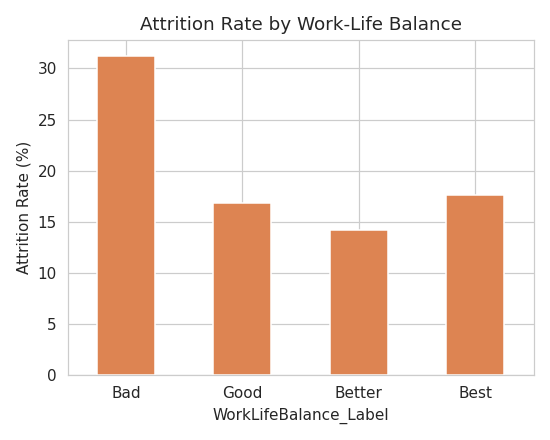 Attrition Rate by Work-Life Balance
Attrition Rate (%)
30
25
20
15
10
5
0
Bad Good Better Best
WorkLifeBalance_Label